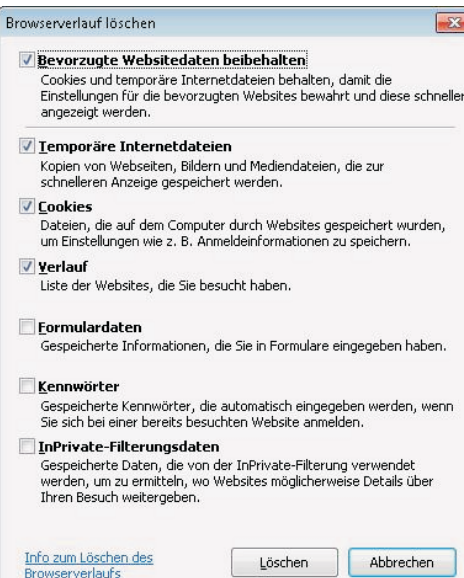 Browserverlauf löschen
Bevorzugte Websitedaten beibehalten
Cookies und temporäre Internetdateien behalten, damit die
Einstellungen für die bevorzugten Websites bewahrt und diese schneller
angezeigt werden.
Temporäre Internetdateien
Kopien von Webseiten, Bildern und Mediendateien, die zur
schnelleren Anzeige gespeichert werden.
Cookies
Dateien, die auf dem Computer durch Websites gespeichert wurden,
um Einstellungen wie z. B. Anmeldeinformationen zu speichern.
Verlauf
Liste der Websites, die Sie besucht haben.
Formulardaten
Gespeicherte Informationen, die Sie in Formulare eingegeben haben.
Kennwörter
Gespeicherte Kennwörter, die automatisch eingegeben werden, wenn
Sie sich bei einer bereits besuchten Website anmelden.
InPrivate-Filterungsdaten
Gespeicherte Daten, die von der InPrivate-Filterung verwendet
werden, um zu ermitteln, wo Websites möglicherweise Details über
Ihren Besuch weitergeben.
Info zum Löschen des
Browserverlaufs
Löschen
Abbrechen